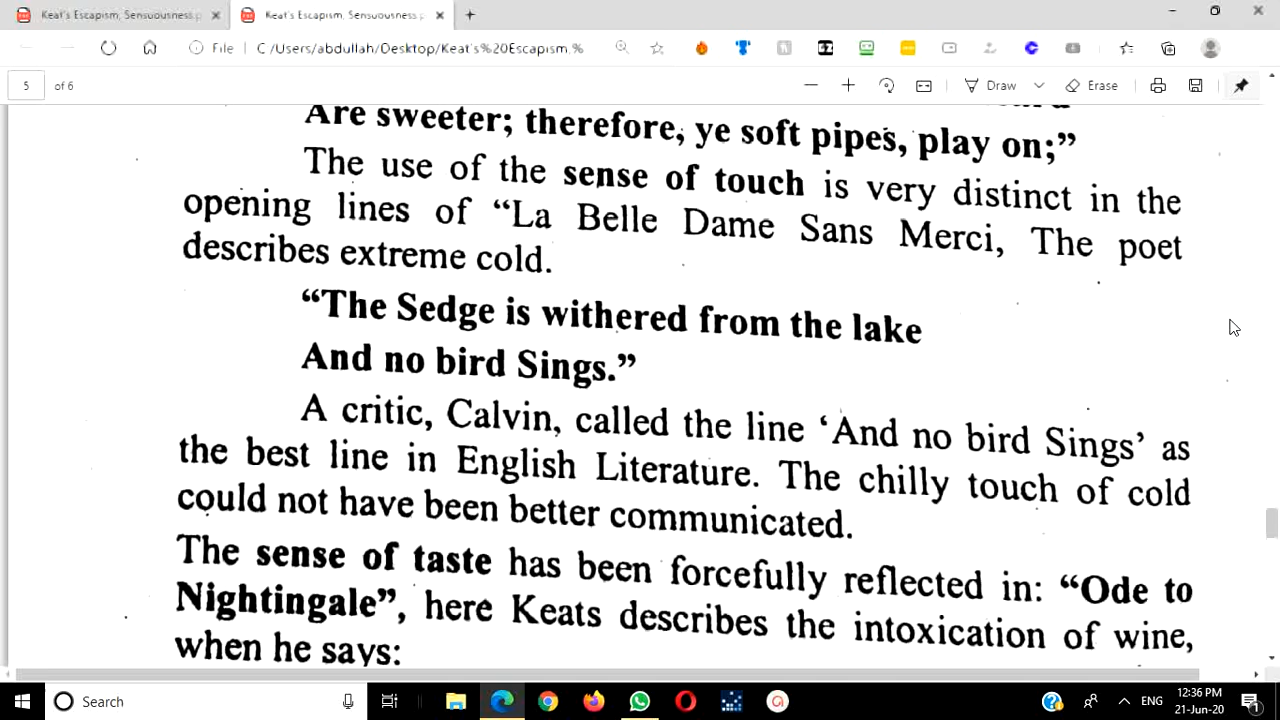 Keat's Escapism, Sensuousness.p
Keat's Escapism, Sensuousness.p
File
C:/Users/abdullah/Desktop/Keat's%20Escapism.%
5
of 6
Draw
Erase
Are sweeter; therefore, ye soft pipes, play on;”
The use of the sense of touch is very distinct in the
opening lines of “La Belle Dame Sans Merci, The poet
describes extreme cold.
“The Sedge is withered from the lake
And no bird Sings.”
A critic, Calvin, called the line ‘And no bird Sings’ as
the best line in English Literature. The chilly touch of cold
could not have been better communicated.
The sense of taste has been forcefully reflected in: “Ode to
Nightingale”, here Keats describes the intoxication of wine,
when he says:
Search
ENG
12:36 PM
21-Jun-20
1